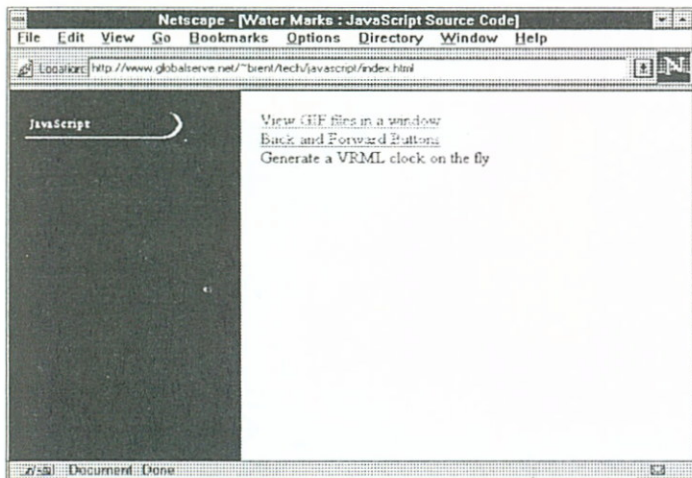 Netscape - [Water Marks : JavaScript Source Code]
File Edit View Go Bookmarks Options Directory Window Help
Location: http://www.globalserve.net/~brent/tech/javascript/index.html
N
JavaScript
View GIF files in a window
Back and Forward Buttons
Generate a VRML clock on the fly
Document Done